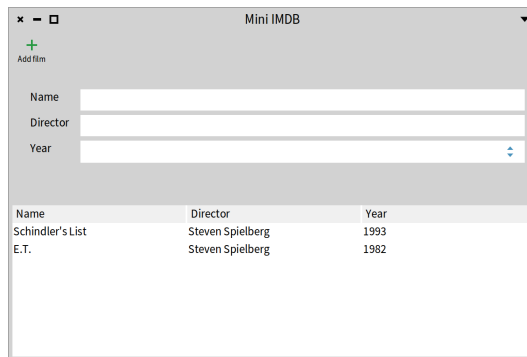 Mini IMDB
Add film
Name
Director
Year
Name Director Year
Schindler's List Steven Spielberg 1993
E.T. Steven Spielberg 1982